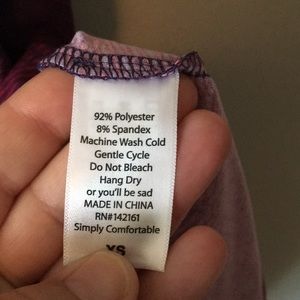 92% Polyester
8% Spandex
Machine Wash Cold
Gentle Cycle
Do Not Bleach
Hang Dry
or you'll be sad
MADE IN CHINA
RN#142161
Simply Comfortable
XS